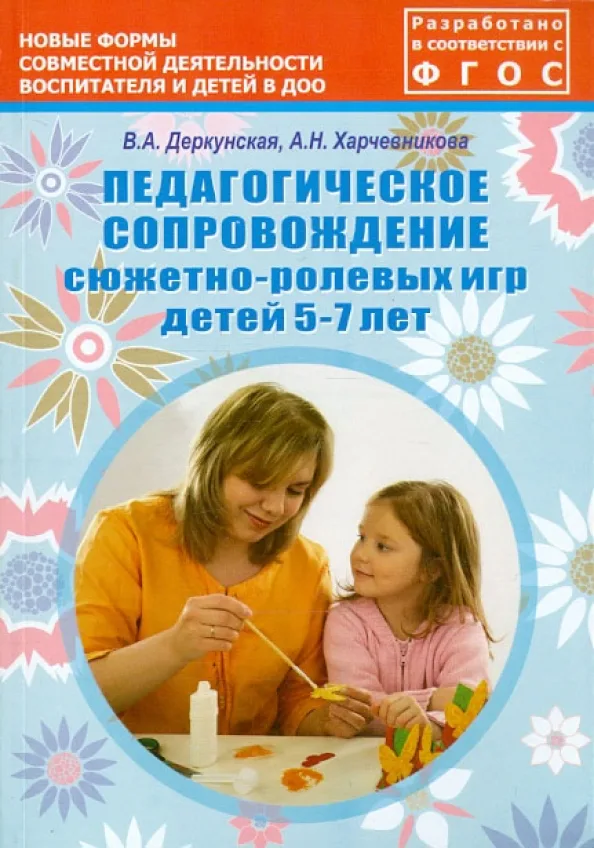 НОВЫЕ ФОРМЫ
СОВМЕСТНОЙ ДЕЯТЕЛЬНОСТИ
ВОСПИТАТЕЛЯ И ДЕТЕЙ В ДОО
Разработано
в соответствии с
ФГОС
В.А. Деркунская, А.Н. Харчевникова
ПЕДАГОГИЧЕСКОЕ
СОПРОВОЖДЕНИЕ
сюжетно-ролевых игр
детей 5-7 лет